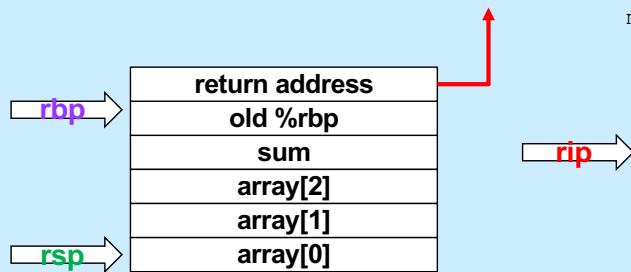 r
return address
rbp
old %rbp
sum
rip
array[2]
array[1]
rsp
array[0]